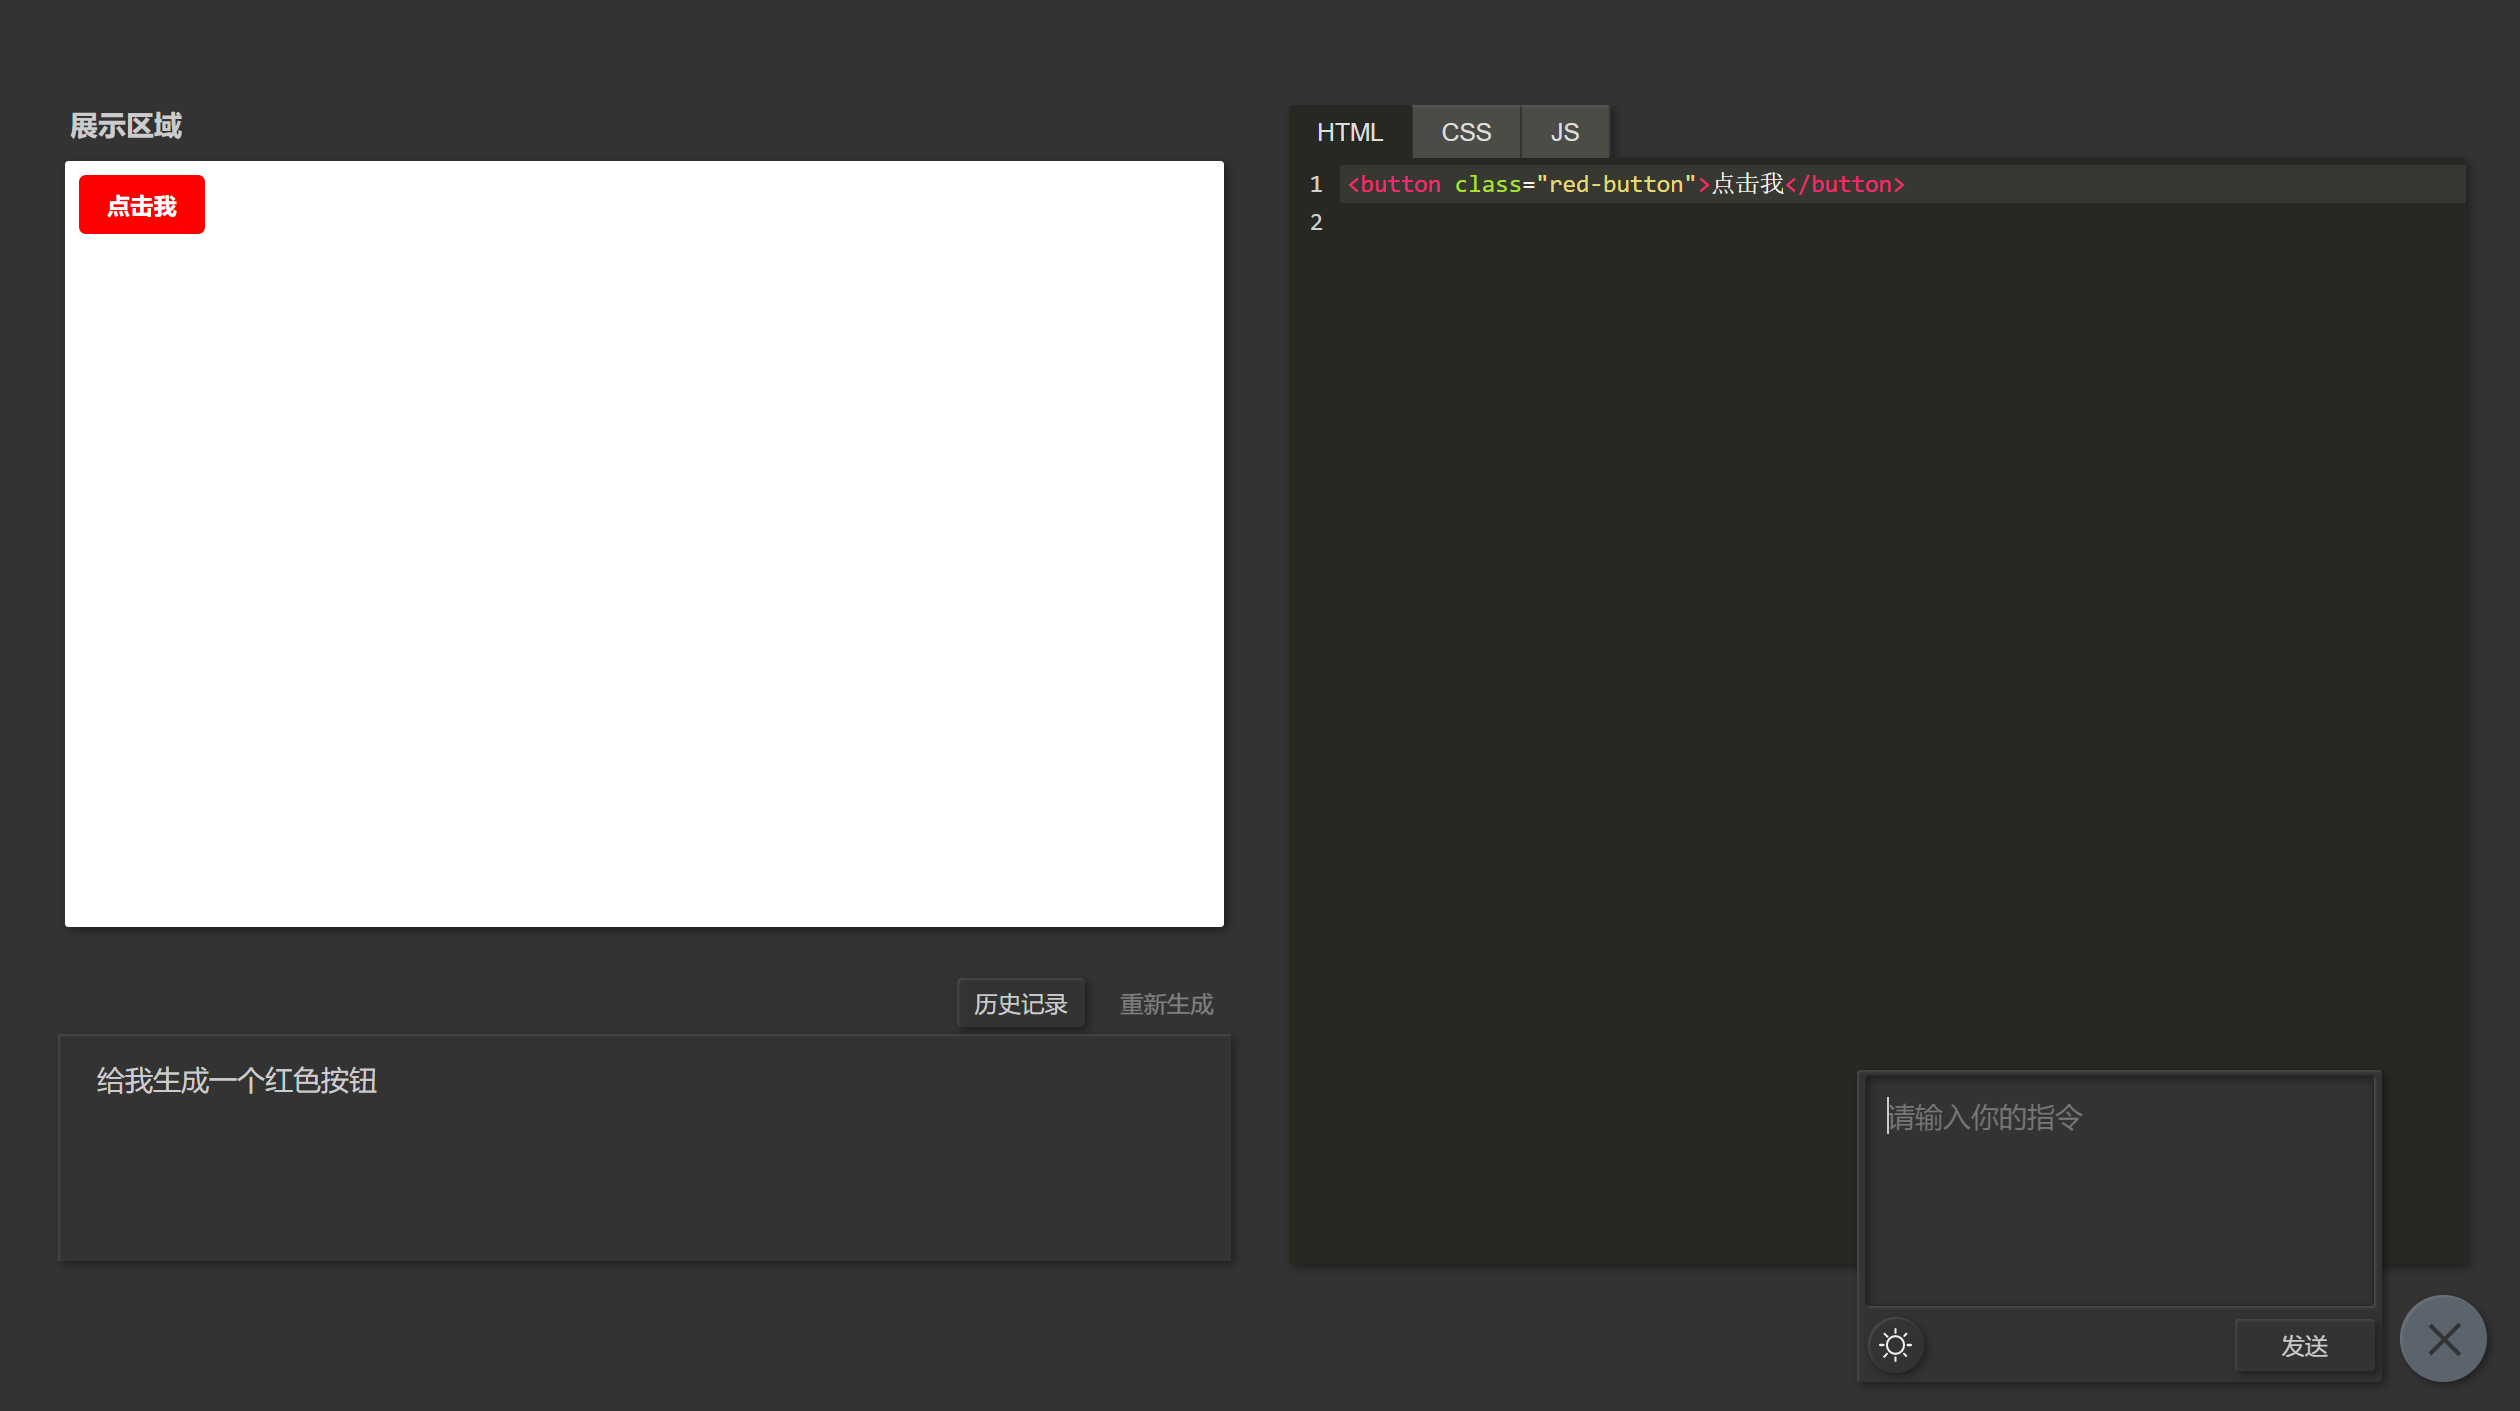 展示区域
点击我
历史记录
重新生成
给我生成一个红色按钮
HTML
CSS
JS
1 <button class="red-button">点击我</button>
2
请输入你的指令
发送